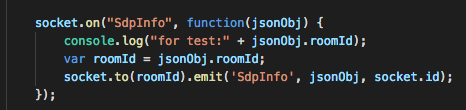 socket.on("SdpInfo", function(jsonObj) {
console.log("for test:" + jsonObj.roomId);
var roomId = jsonObj.roomId;
socket.to(roomId).emit('SdpInfo', jsonObj, socket.id);
});